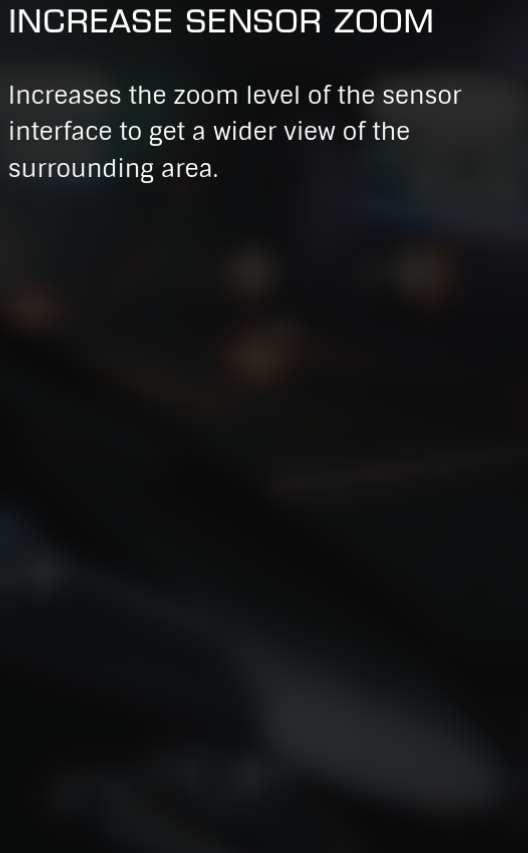 INCREASE SENSOR ZOOM
Increases the zoom level of the sensor
interface to get a wider view of the
surrounding area.